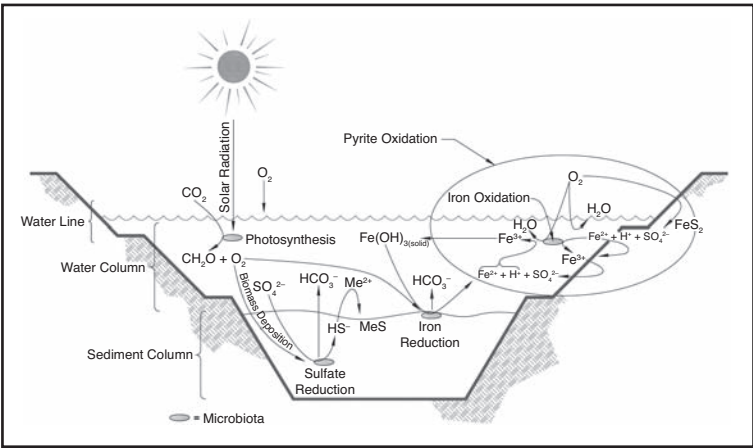 Solar Radiation
Pyrite Oxidation
O₂
CO₂
O₂
Iron Oxidation
H₂O
Water Line
H₂O
FeS₂
Photosynthesis
Fe(OH)₃(solid)
Fe³⁺
Fe²⁺ + H⁺ + SO₄²⁻
Water Column
CH₂O + O₂
Fe³⁺
Fe²⁺ + H⁺ + SO₄²⁻
Biomass Deposition
SO₄²⁻
HCO₃⁻
Me²⁺
HCO₃⁻
HS⁻
MeS
Iron
Reduction
Sediment Column
Sulfate
Reduction
= Microbiota